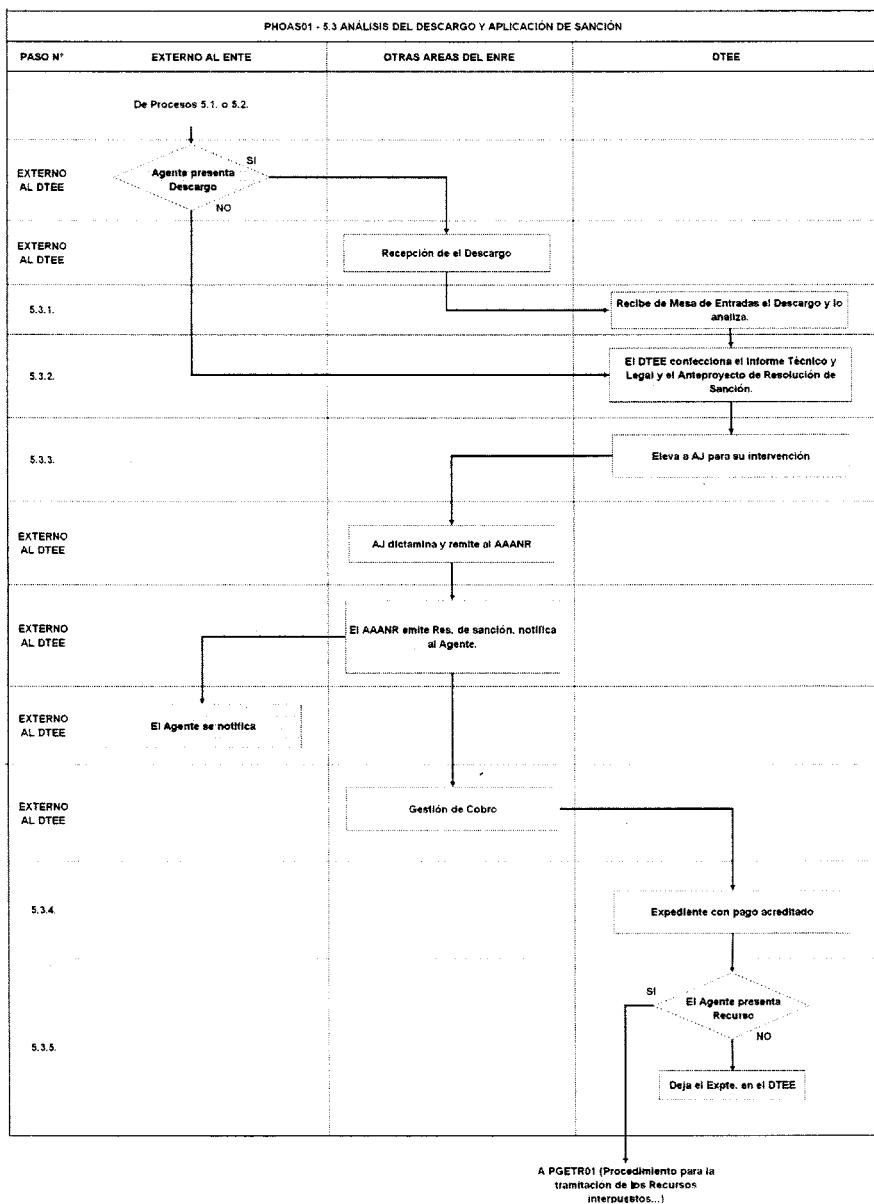 PHOAS01 - 5.3 ANÁLISIS DEL DESCARGO Y APLICACIÓN DE SANCIÓN
PASO N° EXTERNO AL ENTE OTRAS AREAS DEL ENRE DTEE
De Procesos 5.1. o 5.2.
EXTERNO
AL DTEE
Agente presenta
Descargo
SI
NO
EXTERNO
AL DTEE
Recepción de el Descargo
5.3.1.
Recibe de Mesa de Entradas el Descargo y lo
analiza.
5.3.2.
El DTEE confecciona el Informe Técnico y
Legal y el Anteproyecto de Resolución de
Sanción.
5.3.3.
Eleva a AJ para su intervención
EXTERNO
AL DTEE
AJ dictamina y remite al AAANR
EXTERNO
AL DTEE
El AAANR emite Res. de sanción. notifica
al Agente.
EXTERNO
AL DTEE
El Agente se notifica
EXTERNO
AL DTEE
Gestión de Cobro
5.3.4.
Expediente con pago acreditado
SI
El Agente presenta
Recurso
NO
5.3.5.
Deja el Expte. en el DTEE
A PGETR01 (Procedimiento para la
tramitación de los Recursos
interpuestos...)